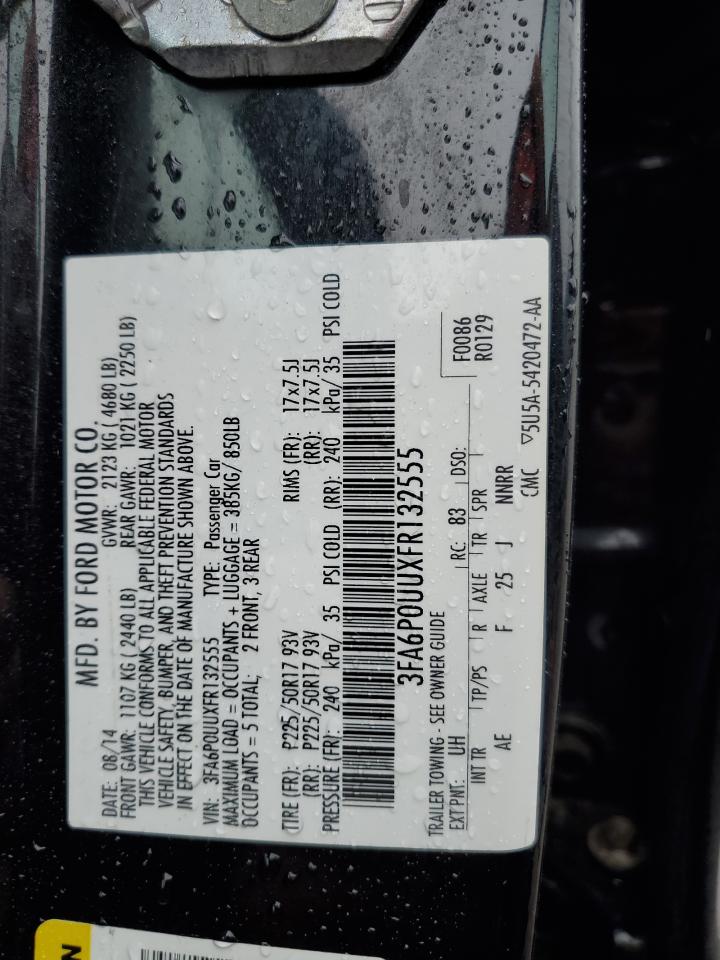 MFD. BY FORD MOTOR CO.
DATE: 08/14 GVWR: 2123 KG ( 4680 LB)
FRONT GAWR: 1107 KG ( 2440 LB) REAR GAWR: 1021 KG ( 2250 LB)
THIS VEHICLE CONFORMS TO ALL APPLICABLE FEDERAL MOTOR
VEHICLE SAFETY, BUMPER, AND THEFT PREVENTION STANDARDS
IN EFFECT ON THE DATE OF MANUFACTURE SHOWN ABOVE.
VIN: 3FA6P0UUXFR132555 TYPE: Passenger Car
MAXIMUM LOAD = OCCUPANTS + LUGGAGE = 385KG/ 850LB
OCCUPANTS = 5 TOTAL; 2 FRONT, 3 REAR
TIRE (FR): P225/50R17 93V RIMS (FR): 17x7.5J
(RR): P225/50R17 93V (RR): 17x7.5J
PRESSURE (FR): 240 kPa/ 35 PSI COLD (RR): 240 kPa/ 35 PSI COLD
3FA6P0UUXFR132555
TRAILER TOWING - SEE OWNER GUIDE F0086
EXT PNT: UH RC: 83 DSO: R0129
INT TR TP/PS R AXLE TR SPR
AE F 25 J NNRR
CMC ▽5U5A-5420472-AA
N